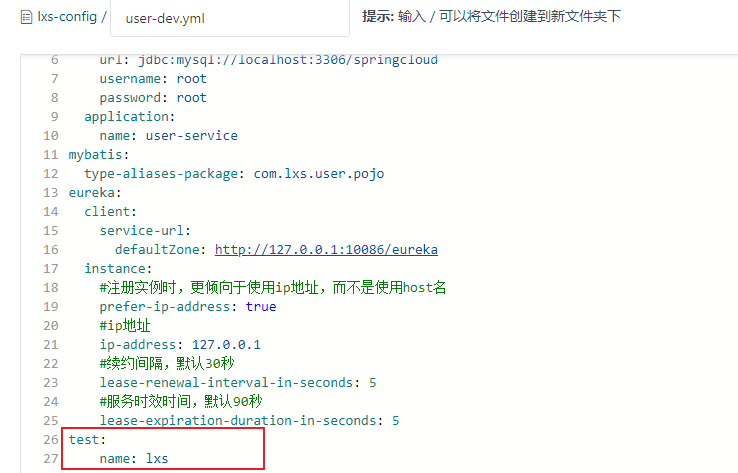 lxs-config / user-dev.yml 提示: 输入 / 可以将文件创建到新文件夹下
6 url: jdbc:mysql://localhost:3306/springcloud
7 username: root
8 password: root
9 application:
10 name: user-service
11 mybatis:
12 type-aliases-package: com.lxs.user.pojo
13 eureka:
14 client:
15 service-url:
16 defaultZone: http://127.0.0.1:10086/eureka
17 instance:
18 #注册实例时，更倾向于使用ip地址，而不是使用host名
19 prefer-ip-address: true
20 #ip地址
21 ip-address: 127.0.0.1
22 #续约间隔，默认30秒
23 lease-renewal-interval-in-seconds: 5
24 #服务时效时间，默认90秒
25 lease-expiration-duration-in-seconds: 5
26 test:
27 name: lxs